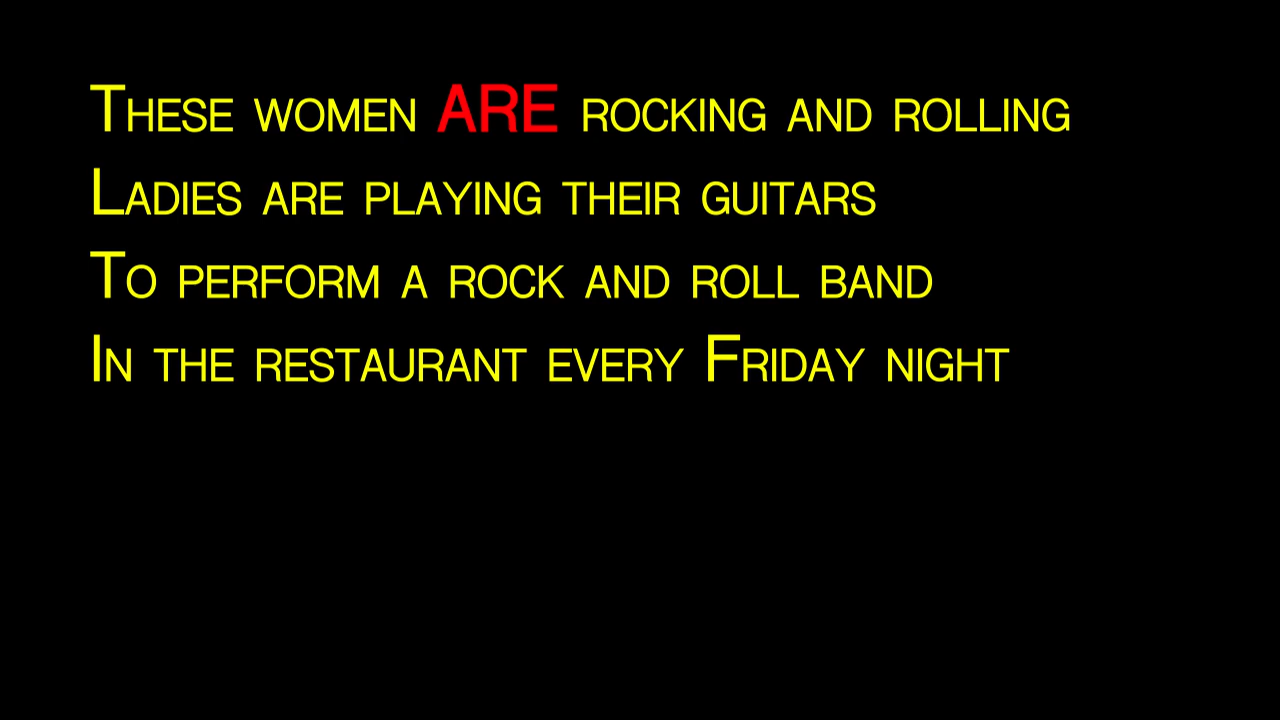 These women ARE rocking and rolling
Ladies are playing their guitars
To perform a rock and roll band
In the restaurant every Friday night